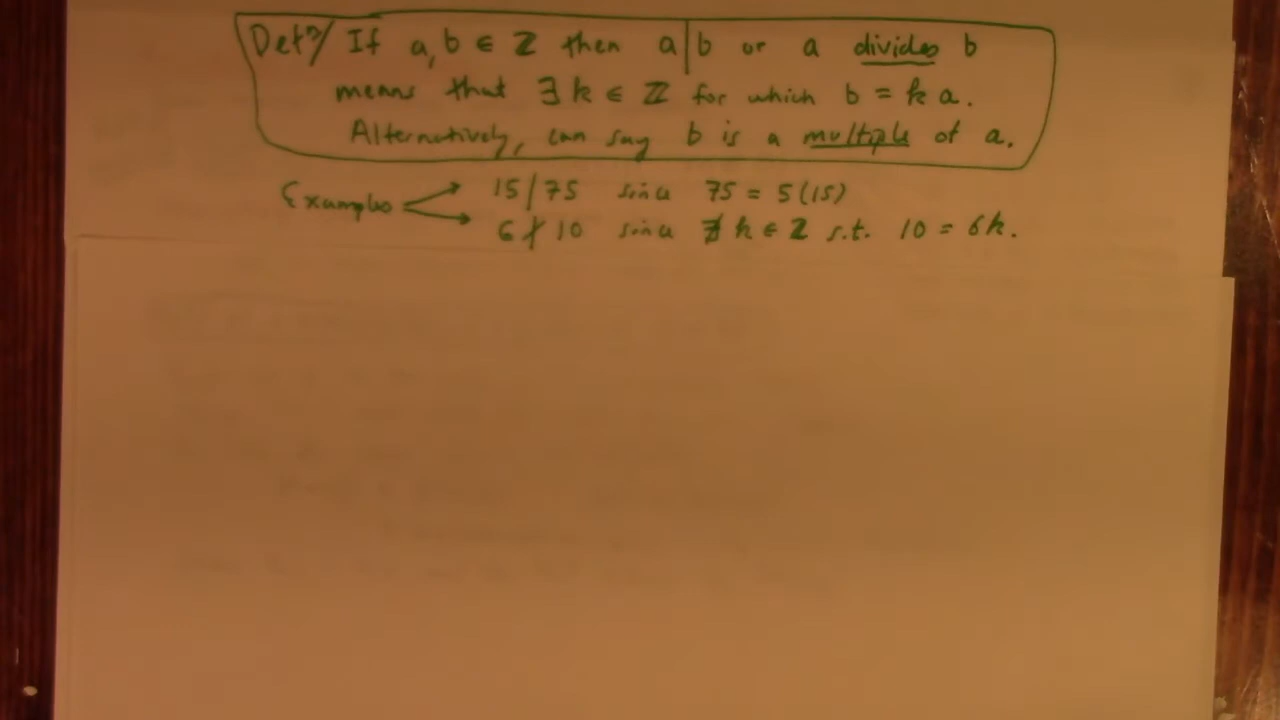 Defⁿ/ If a, b ∈ ℤ then a | b or a divides b
means that ∃ k ∈ ℤ for which b = k a.
Alternatively, can say b is a multiple of a.
Examples → 15 | 75 since 75 = 5(15)
→ 6 ∤ 10 since ∄ k ∈ ℤ s.t. 10 = 6k.